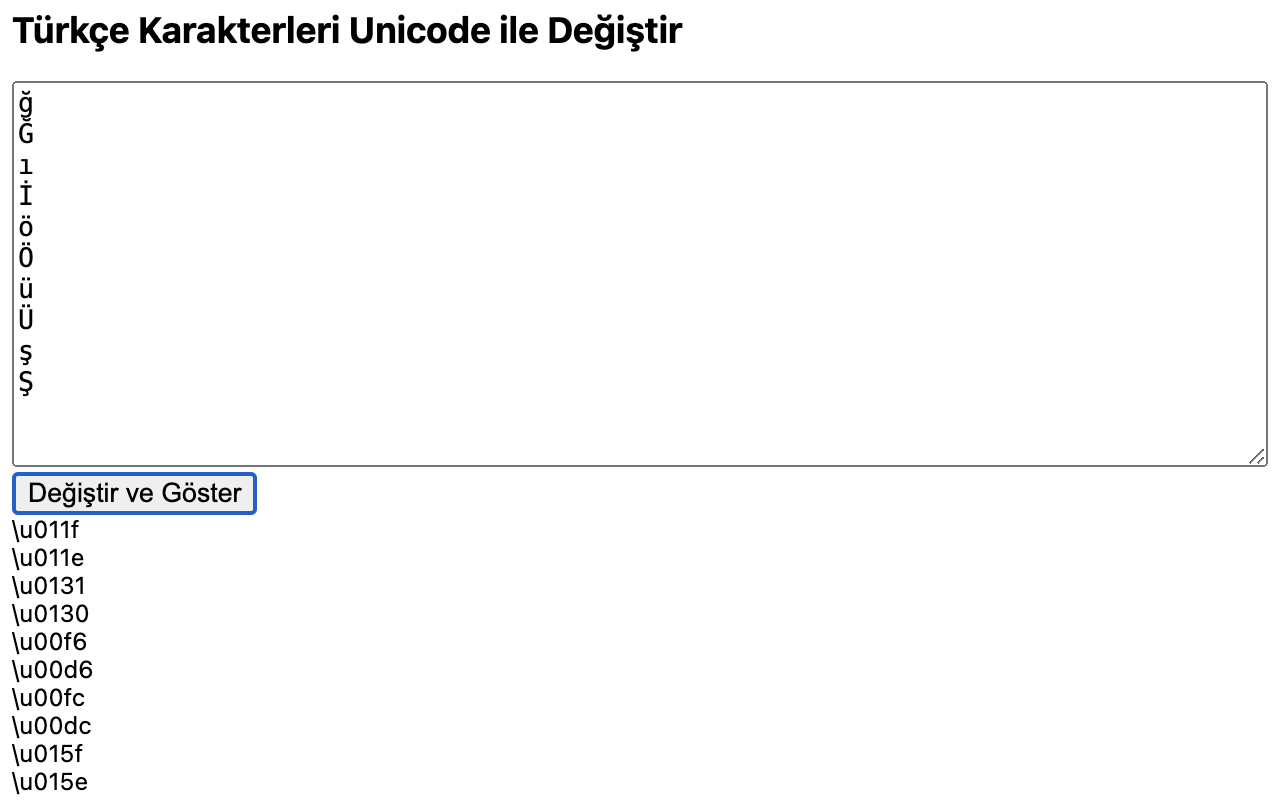 Türkçe Karakterleri Unicode ile Değiştir
ğ
Ğ
ı
İ
ö
Ö
ü
Ü
ş
Ş
Değiştir ve Göster
\u011f
\u011e
\u0131
\u0130
\u00f6
\u00d6
\u00fc
\u00dc
\u015f
\u015e